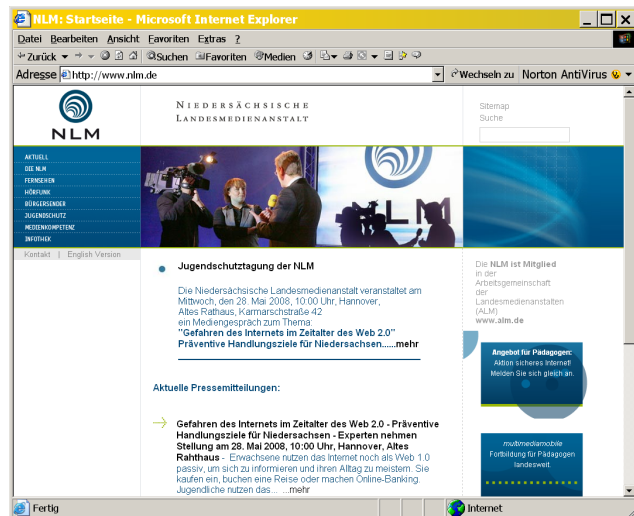 NLM: Startseite - Microsoft Internet Explorer
Datei Bearbeiten Ansicht Favoriten Extras ?
Zurück Suchen Favoriten Medien
Adresse http://www.nlm.de Wechseln zu Norton AntiVirus
NLM
NIEDERSÄCHSISCHE
LANDESMEDIENANSTALT
Sitemap
Suche
AKTUELL
DIE NLM
FERNSEHEN
HÖRFUNK
BÜRGERSENDER
JUGENDSCHUTZ
MEDIENKOMPETENZ
INFOTHEK
Kontakt | English Version
NLM
Jugendschutztagung der NLM
Die Niedersächsische Landesmedienanstalt veranstaltet am
Mittwoch, den 28. Mai 2008, 10:00 Uhr, Hannover,
Altes Rathaus, Karmarschstraße 42
ein Mediengespräch zum Thema:
"Gefahren des Internets im Zeitalter des Web 2.0"
Präventive Handlungsziele für Niedersachsen......mehr
Aktuelle Pressemitteilungen:
Gefahren des Internets im Zeitalter des Web 2.0 - Präventive
Handlungsziele für Niedersachsen - Experten nehmen
Stellung am 28. Mai 2008, 10:00 Uhr, Hannover, Altes
Rahthaus - Erwachsene nutzen das Internet noch als Web 1.0
passiv, um sich zu informieren und ihren Alltag zu meistern. Sie
kaufen ein, buchen eine Reise oder machen Online-Banking.
Jugendliche nutzen das... ...mehr
Die NLM ist Mitglied
in der
Arbeitsgemeinschaft
der
Landesmedienanstalten
(ALM)
www.alm.de
Angebot für Pädagogen:
Aktion sicheres Internet!
Melden Sie sich gleich an.
multimediamobile
Fortbildung für Pädagogen
landesweit.
Fertig
Internet